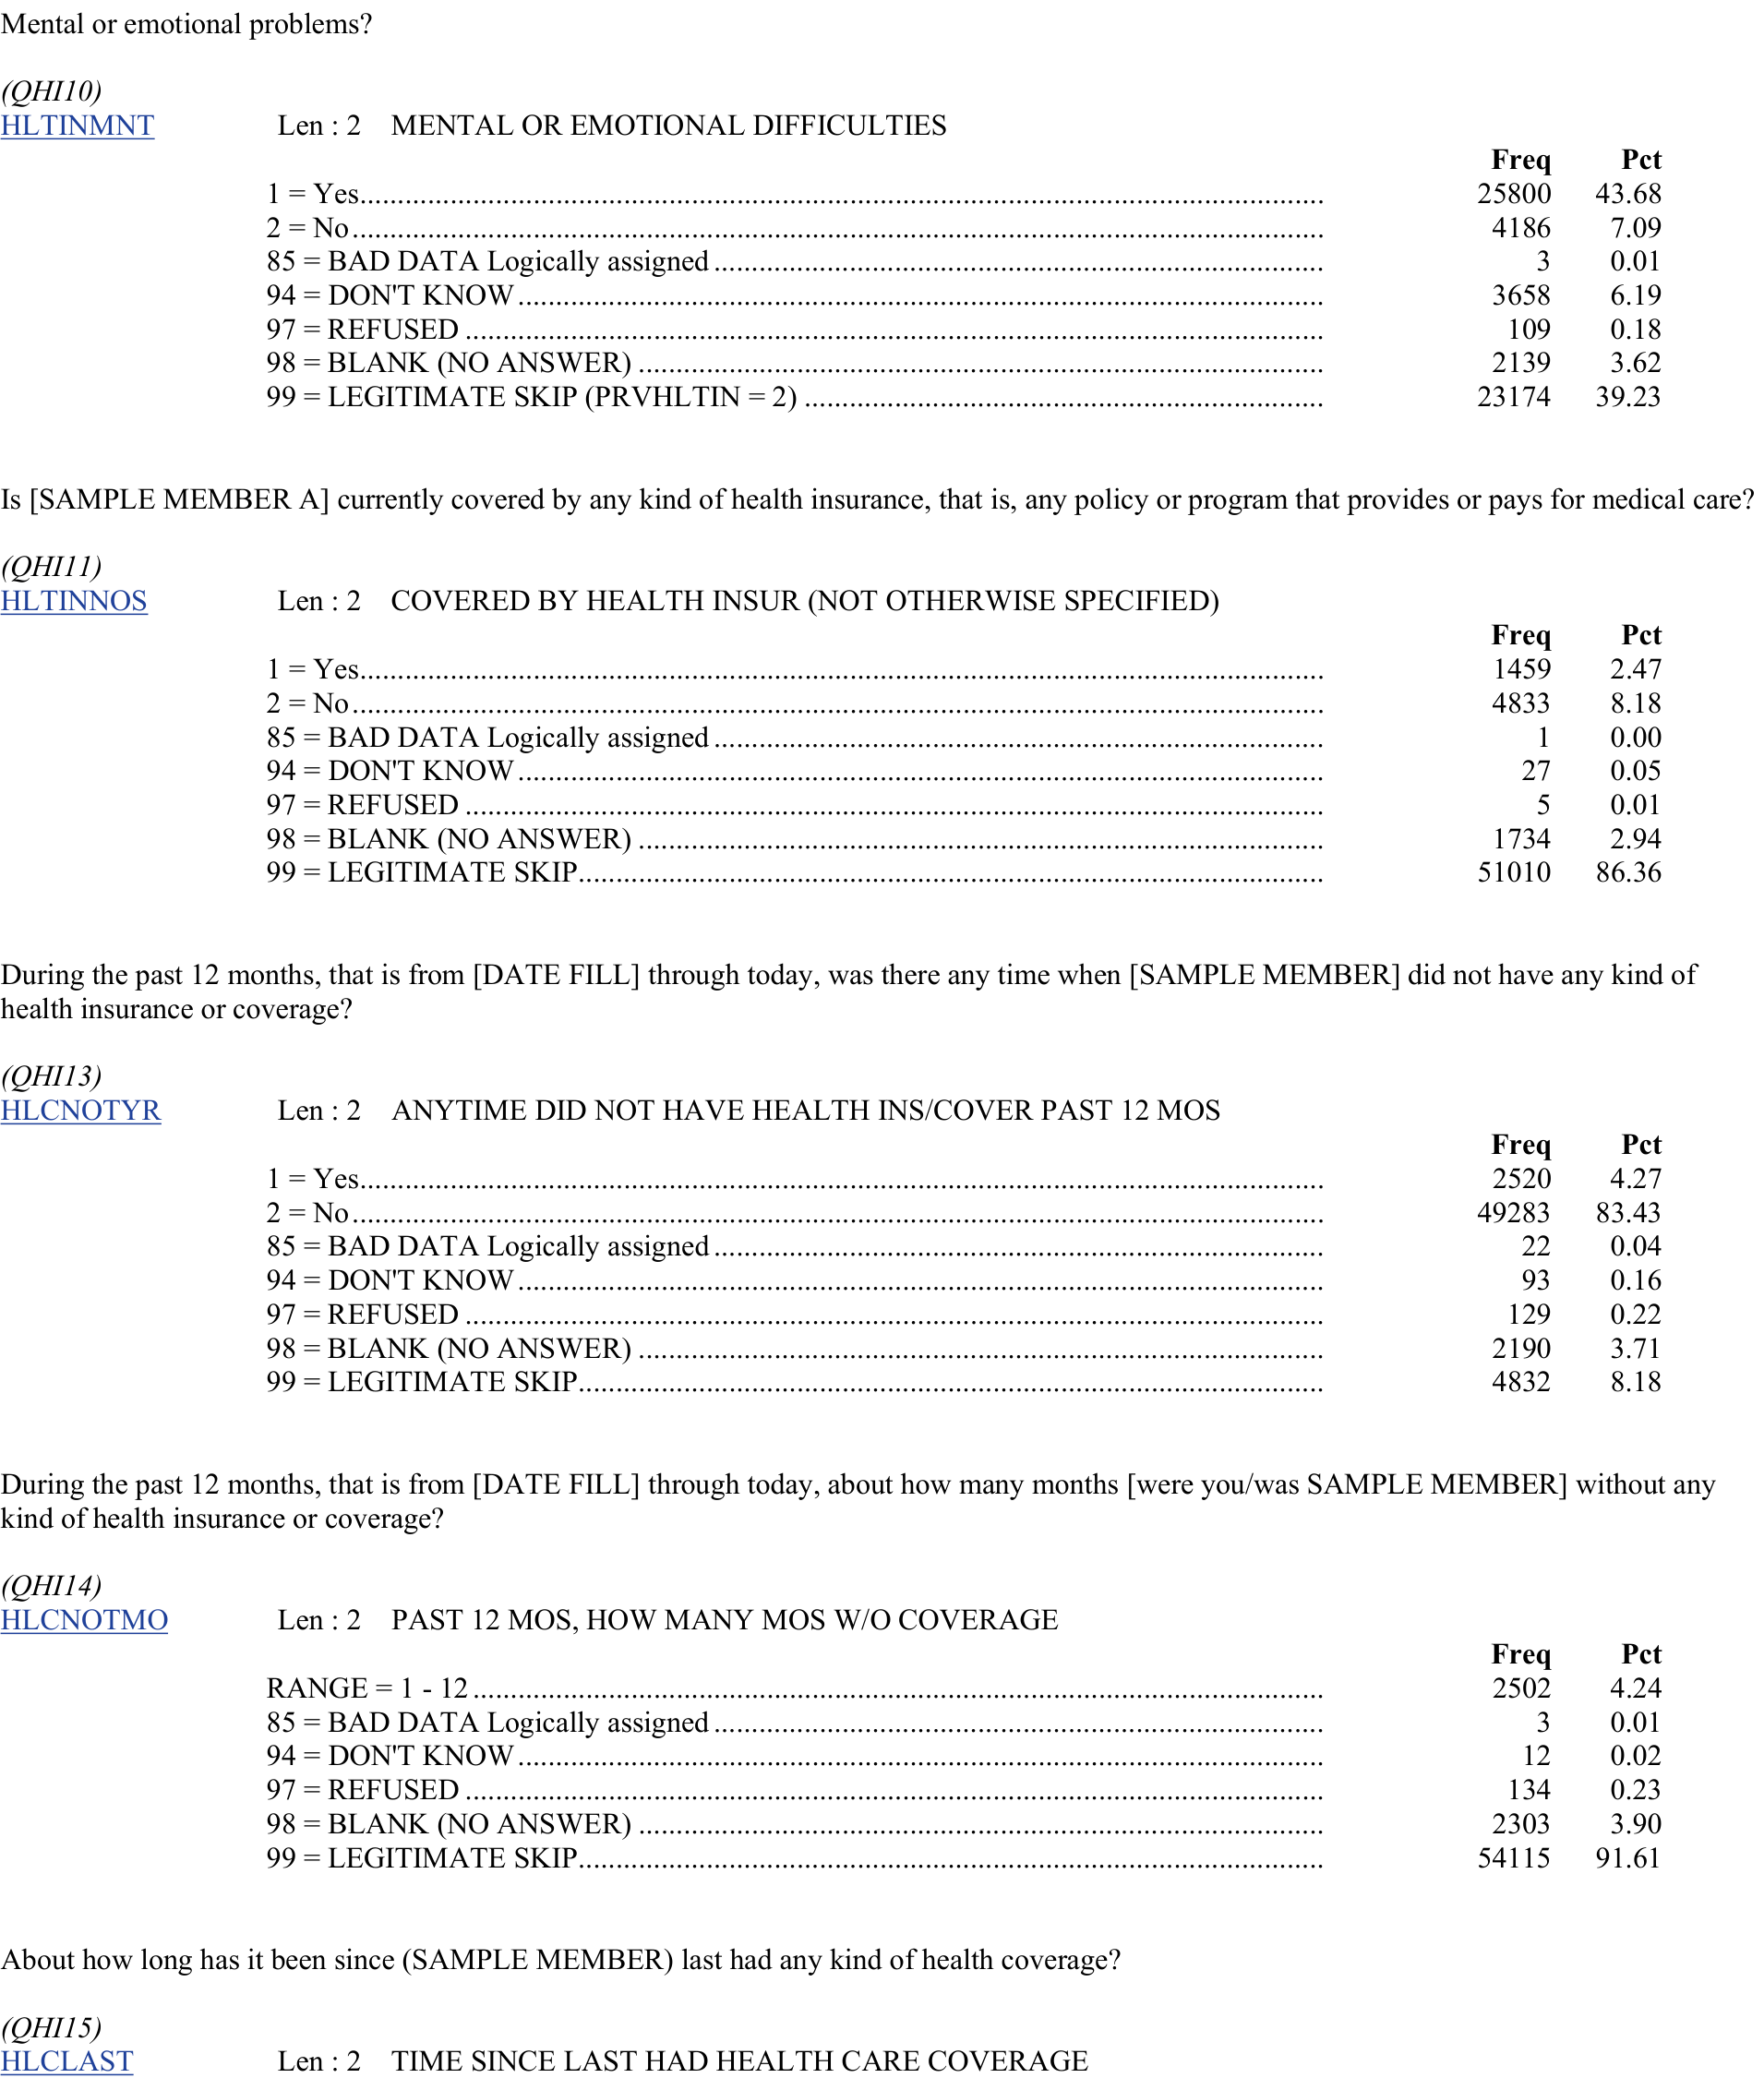 Mental or emotional problems?
(QHI10)
HLTINMNT Len : 2 MENTAL OR EMOTIONAL DIFFICULTIES
Freq Pct
1 = Yes 25800 43.68
2 = No 4186 7.09
85 = BAD DATA Logically assigned 3 0.01
94 = DON'T KNOW 3658 6.19
97 = REFUSED 109 0.18
98 = BLANK (NO ANSWER) 2139 3.62
99 = LEGITIMATE SKIP (PRVHLTIN = 2) 23174 39.23
Is [SAMPLE MEMBER A] currently covered by any kind of health insurance, that is, any policy or program that provides or pays for medical care?
(QHI11)
HLTINNOS Len : 2 COVERED BY HEALTH INSUR (NOT OTHERWISE SPECIFIED)
Freq Pct
1 = Yes 1459 2.47
2 = No 4833 8.18
85 = BAD DATA Logically assigned 1 0.00
94 = DON'T KNOW 27 0.05
97 = REFUSED 5 0.01
98 = BLANK (NO ANSWER) 1734 2.94
99 = LEGITIMATE SKIP 51010 86.36
During the past 12 months, that is from [DATE FILL] through today, was there any time when [SAMPLE MEMBER] did not have any kind of
health insurance or coverage?
(QHI13)
HLCNOTYR Len : 2 ANYTIME DID NOT HAVE HEALTH INS/COVER PAST 12 MOS
Freq Pct
1 = Yes 2520 4.27
2 = No 49283 83.43
85 = BAD DATA Logically assigned 22 0.04
94 = DON'T KNOW 93 0.16
97 = REFUSED 129 0.22
98 = BLANK (NO ANSWER) 2190 3.71
99 = LEGITIMATE SKIP 4832 8.18
During the past 12 months, that is from [DATE FILL] through today, about how many months [were you/was SAMPLE MEMBER] without any
kind of health insurance or coverage?
(QHI14)
HLCNOTMO Len : 2 PAST 12 MOS, HOW MANY MOS W/O COVERAGE
Freq Pct
RANGE = 1 - 12 2502 4.24
85 = BAD DATA Logically assigned 3 0.01
94 = DON'T KNOW 12 0.02
97 = REFUSED 134 0.23
98 = BLANK (NO ANSWER) 2303 3.90
99 = LEGITIMATE SKIP 54115 91.61
About how long has it been since (SAMPLE MEMBER) last had any kind of health coverage?
(QHI15)
HLCLAST Len : 2 TIME SINCE LAST HAD HEALTH CARE COVERAGE